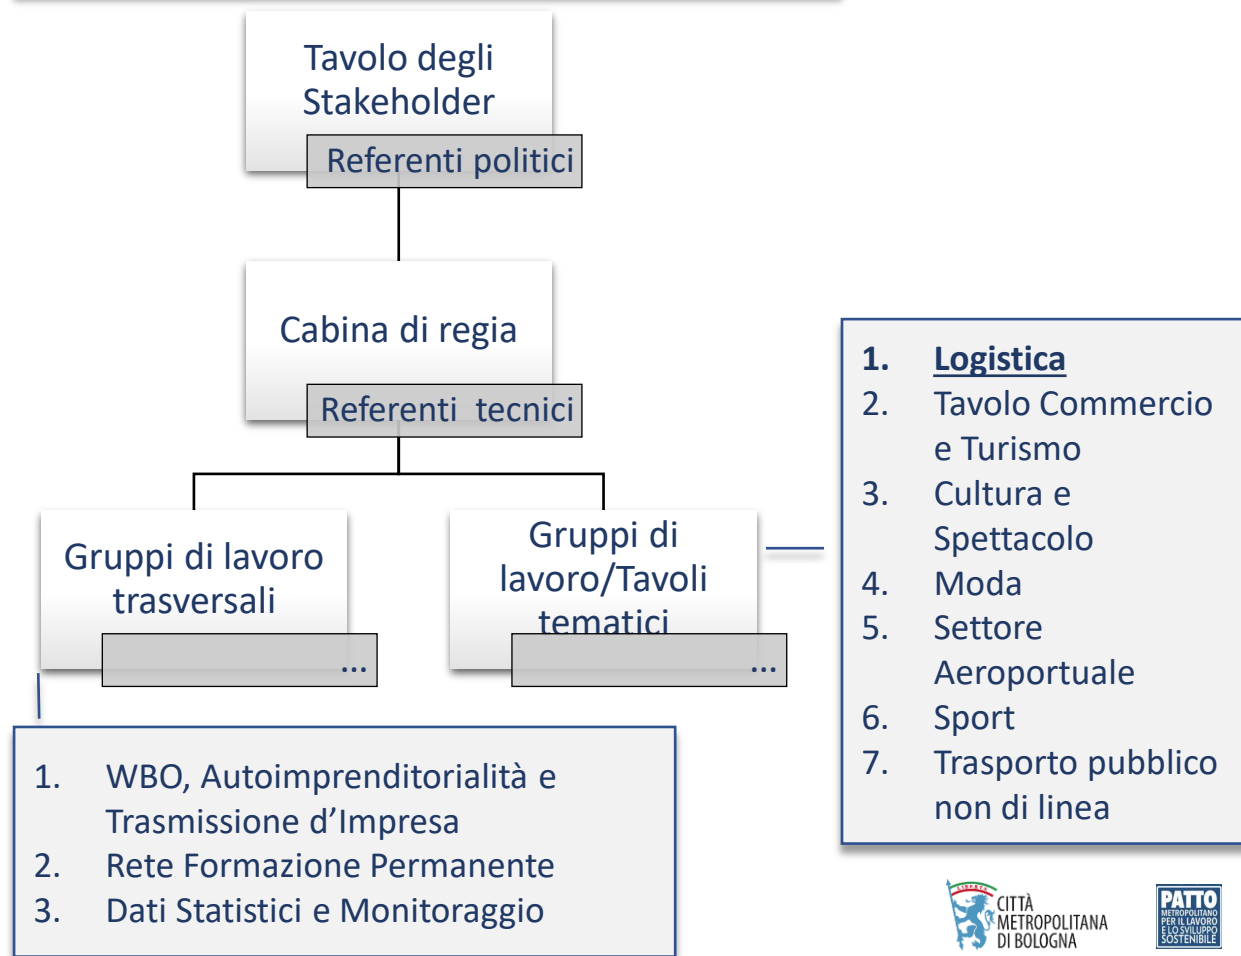 Tavolo degli
Stakeholder
Referenti politici
Cabina di regia
Referenti tecnici
Gruppi di lavoro
trasversali
...
Gruppi di
lavoro/Tavoli
tematici
...
1. Logistica
2. Tavolo Commercio
e Turismo
3. Cultura e
Spettacolo
4. Moda
5. Settore
Aeroportuale
6. Sport
7. Trasporto pubblico
non di linea
1. WBO, Autoimprenditorialità e
Trasmissione d’Impresa
2. Rete Formazione Permanente
3. Dati Statistici e Monitoraggio
LIBERTAS
CITTÀ
METROPOLITANA
DI BOLOGNA
PATTO
METROPOLITANO
PER IL LAVORO
E LO SVILUPPO
SOSTENIBILE